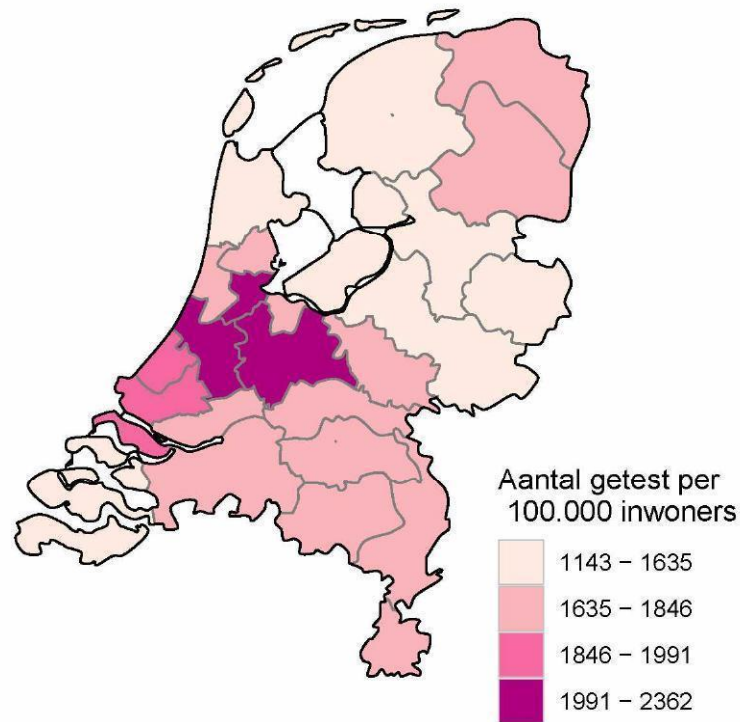 Aantal getest per
100.000 inwoners
1143 − 1635
1635 − 1846
1846 − 1991
1991 − 2362